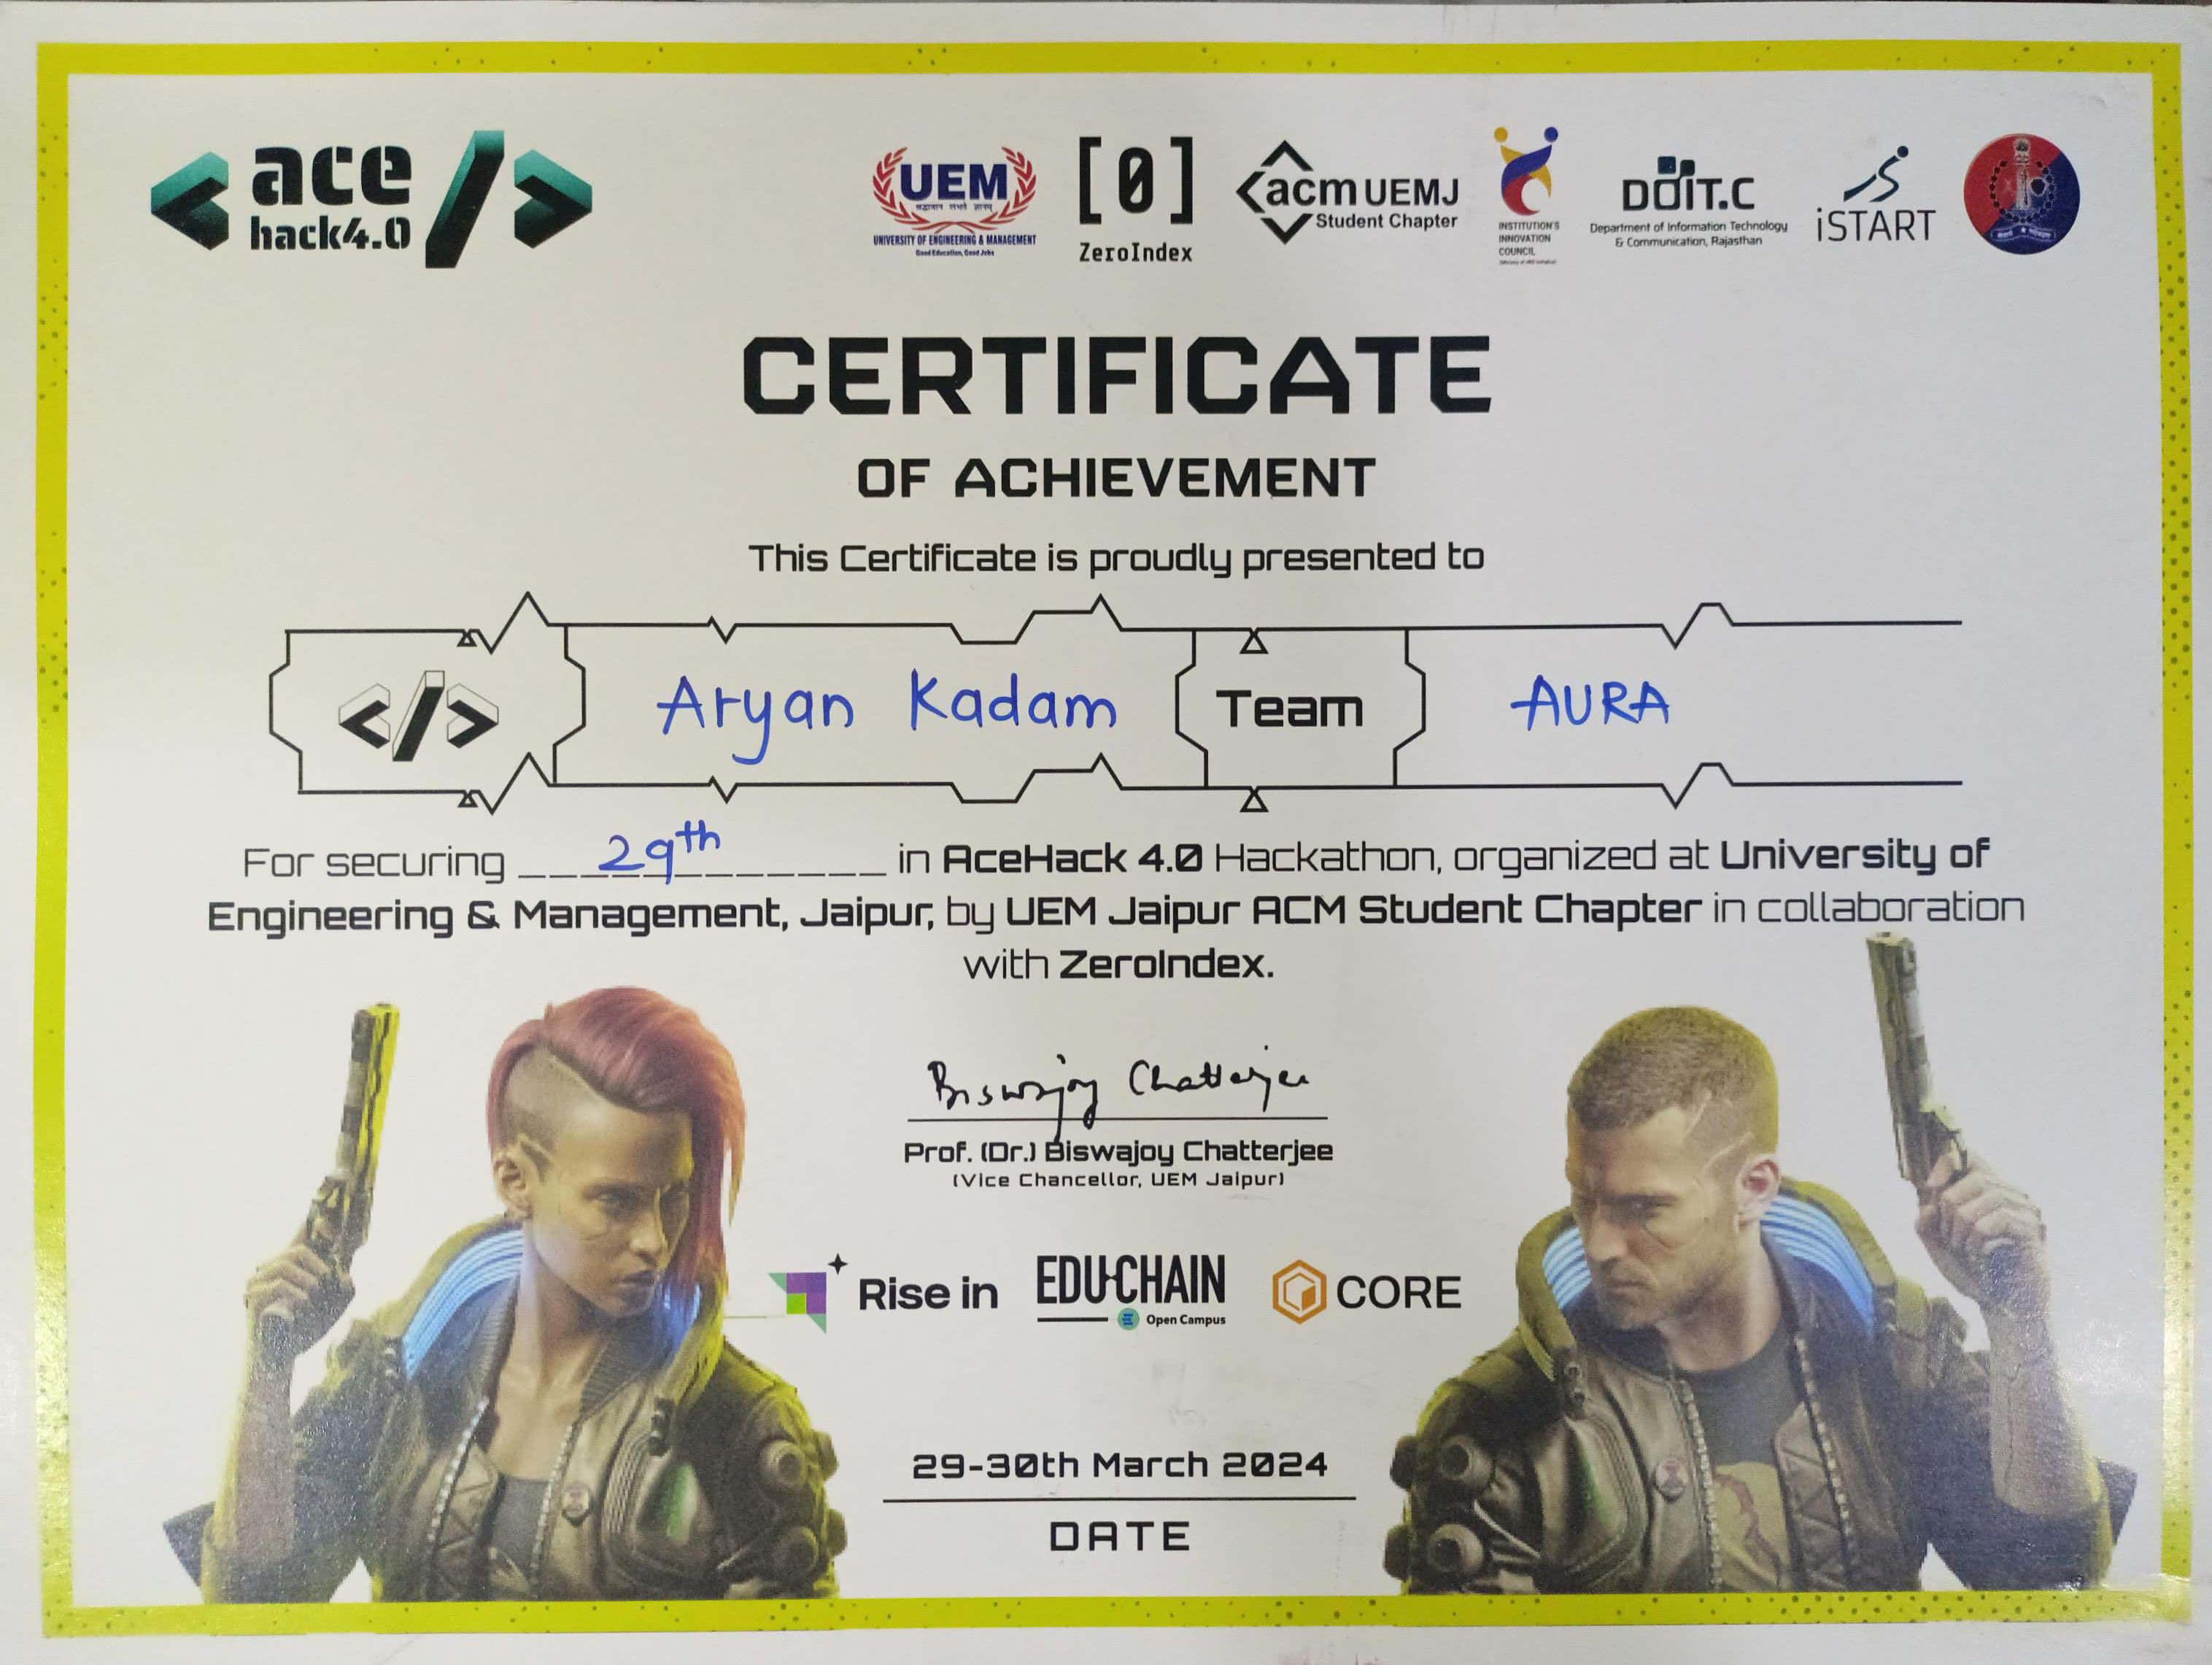 ace
hack4.0
UEM
UNIVERSITY OF ENGINEERING & MANAGEMENT
Good Education, Good Jobs
[0]
ZeroIndex
acm UEMJ
Student Chapter
INSTITUTION'S
INNOVATION
COUNCIL
DOIT.C
Department of Information Technology
& Communication, Rajasthan
iSTART
CERTIFICATE
OF ACHIEVEMENT
This Certificate is proudly presented to
</> Aryan Kadam Team AURA
For securing 29th in AceHack 4.0 Hackathon, organized at University of
Engineering & Management, Jaipur, by UEM Jaipur ACM Student Chapter in collaboration
with ZeroIndex.
Biswajoy Chatterjee
Prof. (Dr.) Biswajoy Chatterjee
(Vice Chancellor, UEM Jaipur)
Rise in
EDU-CHAIN
Open Campus
CORE
29-30th March 2024
DATE